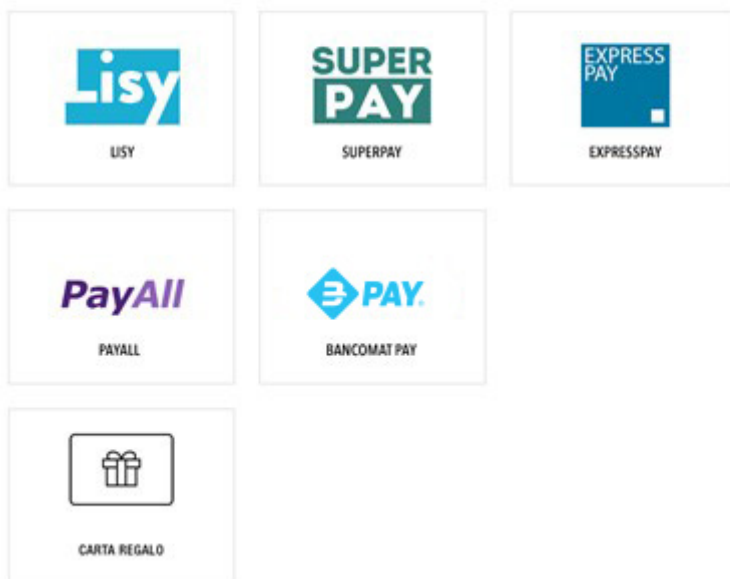 Lisy
LISY
SUPER
PAY
SUPERPAY
EXPRESS
PAY
EXPRESSPAY
PayAll
PAYALL
PAY
BANCOMAT PAY
CARTA REGALO